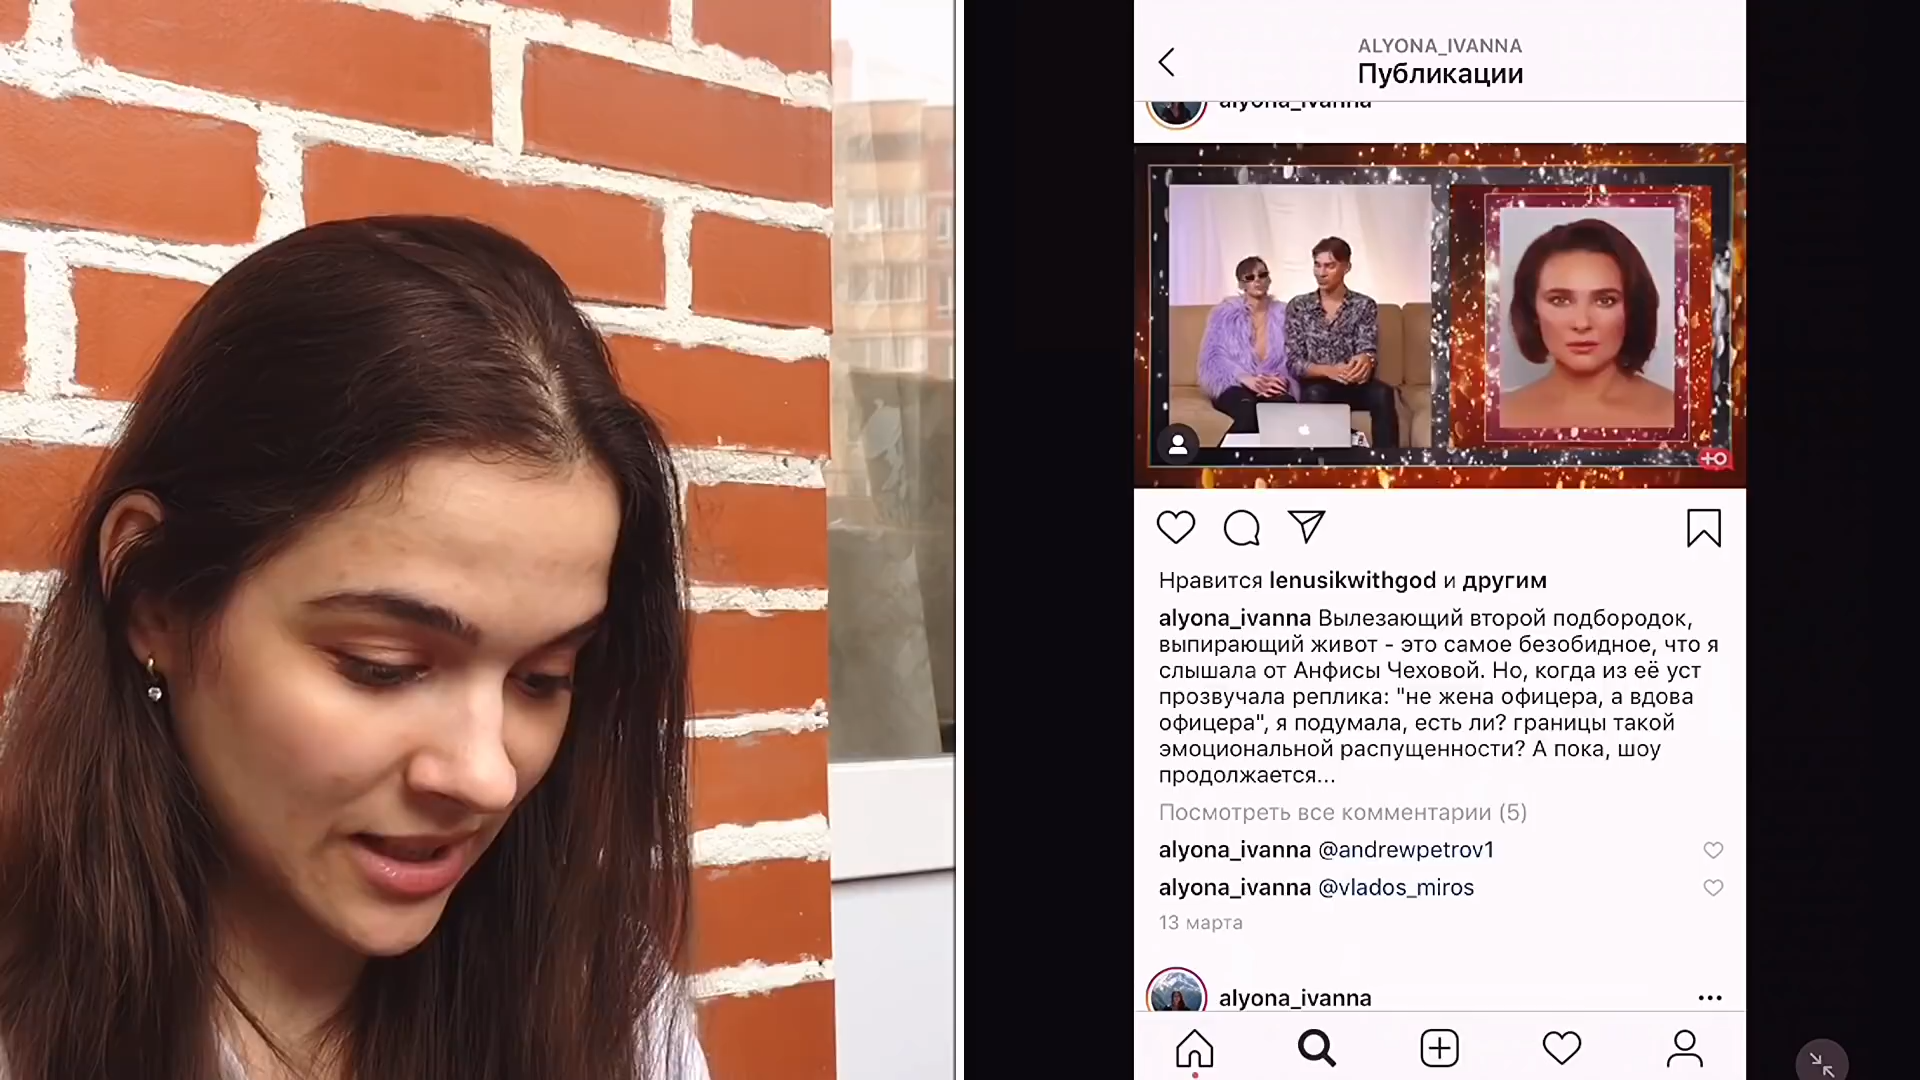 ALYONA_IVANNA
Публикации
alyona_ivanna
Ю
Нравится lenusikwithgod и другим
alyona_ivanna Вылезающий второй подбородок,
выпирающий живот - это самое безобидное, что я
слышала от Анфисы Чеховой. Но, когда из её уст
прозвучала реплика: "не жена офицера, а вдова
офицера", я подумала, есть ли? границы такой
эмоциональной распущенности? А пока, шоу
продолжается...
Посмотреть все комментарии (5)
alyona_ivanna @andrewpetrov1
alyona_ivanna @vlados_miros
13 марта
alyona_ivanna